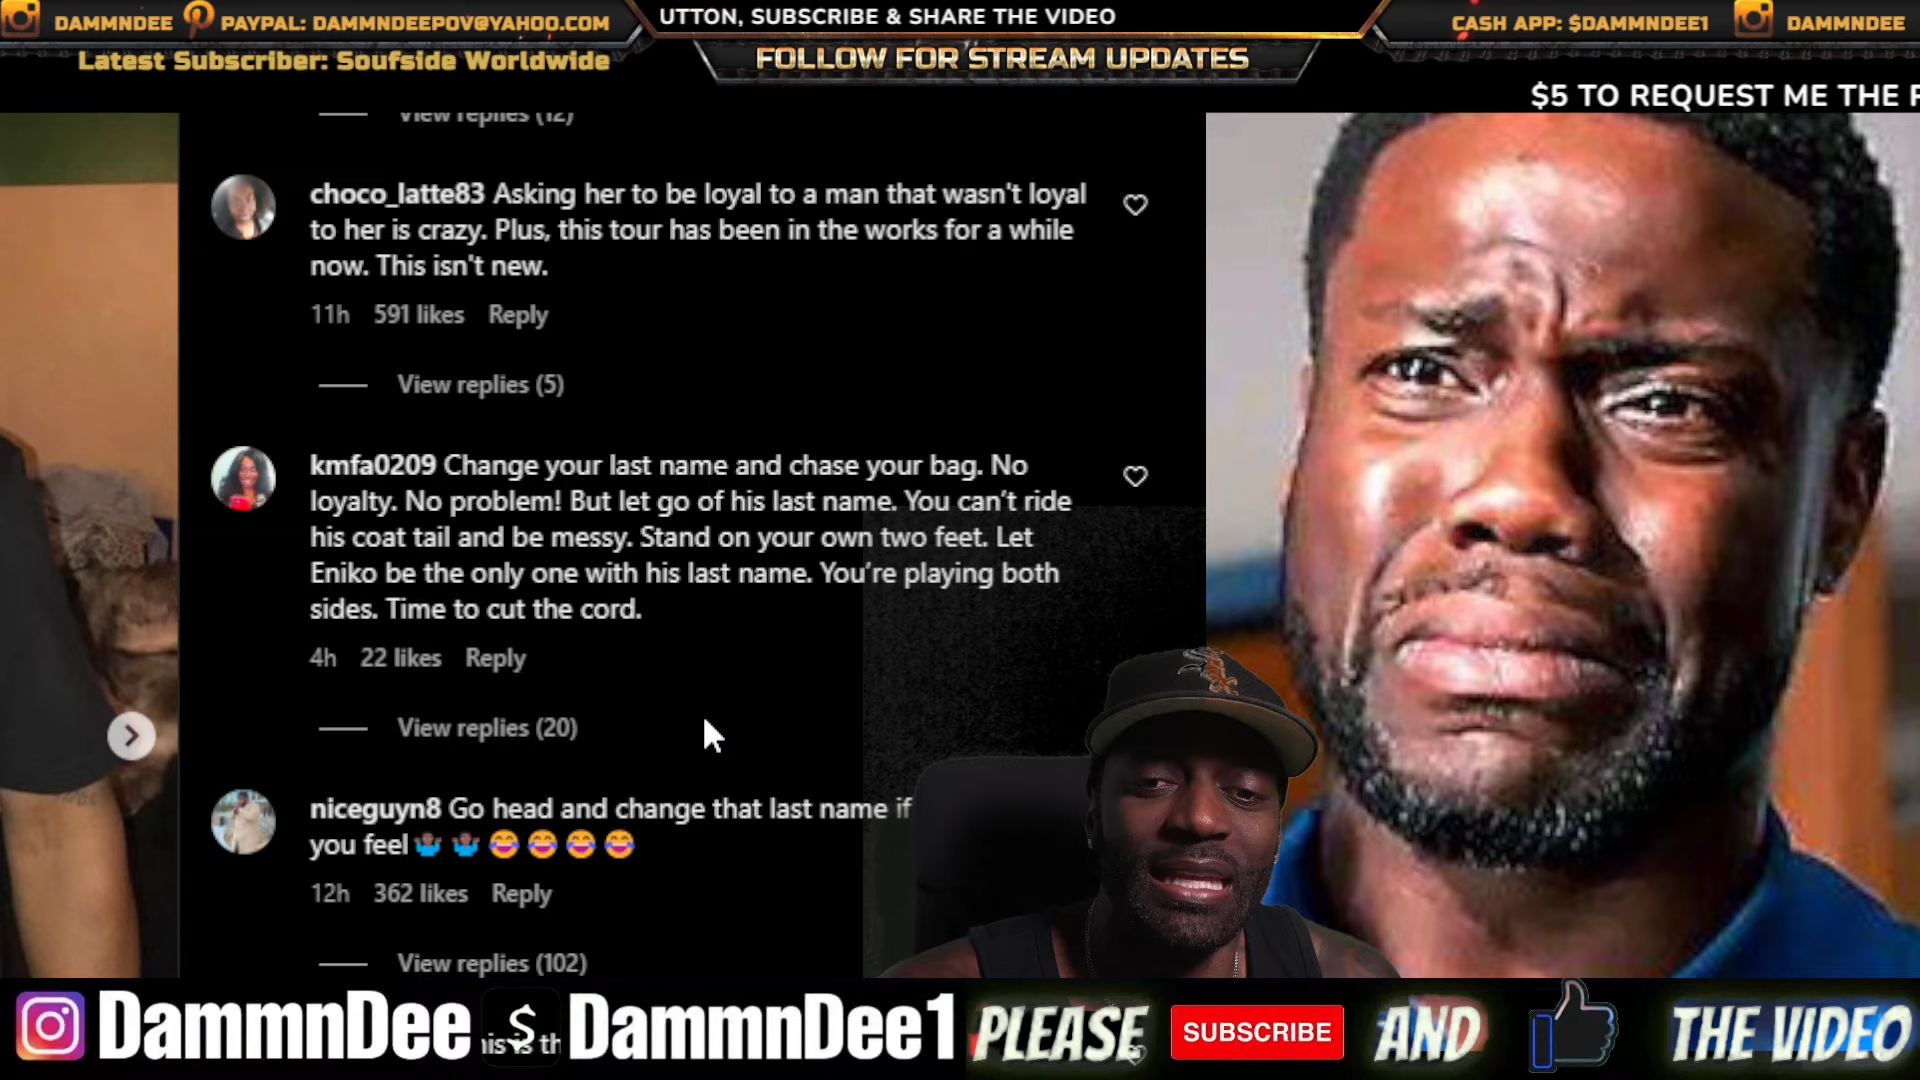 DAMMNDEE PAYPAL: DAMMNDEEPOV@YAHOO.COM
UTTON, SUBSCRIBE & SHARE THE VIDEO
CASH APP: $DAMMNDEE1 DAMMNDEE
Latest Subscriber: Soufside Worldwide
FOLLOW FOR STREAM UPDATES
$5 TO REQUEST ME THE
View replies (12)
choco_latte83 Asking her to be loyal to a man that wasn't loyal
to her is crazy. Plus, this tour has been in the works for a while
now. This isn't new.
11h 591 likes Reply
View replies (5)
kmfa0209 Change your last name and chase your bag. No
loyalty. No problem! But let go of his last name. You can’t ride
his coat tail and be messy. Stand on your own two feet. Let
Eniko be the only one with his last name. You’re playing both
sides. Time to cut the cord.
4h 22 likes Reply
View replies (20)
niceguyn8 Go head and change that last name if
you feel🤷🏾‍♂️🤷🏾‍♂️😂😂😂😂
12h 362 likes Reply
View replies (102)
DammnDee $ DammnDee1 PLEASE SUBSCRIBE AND THE VIDEO